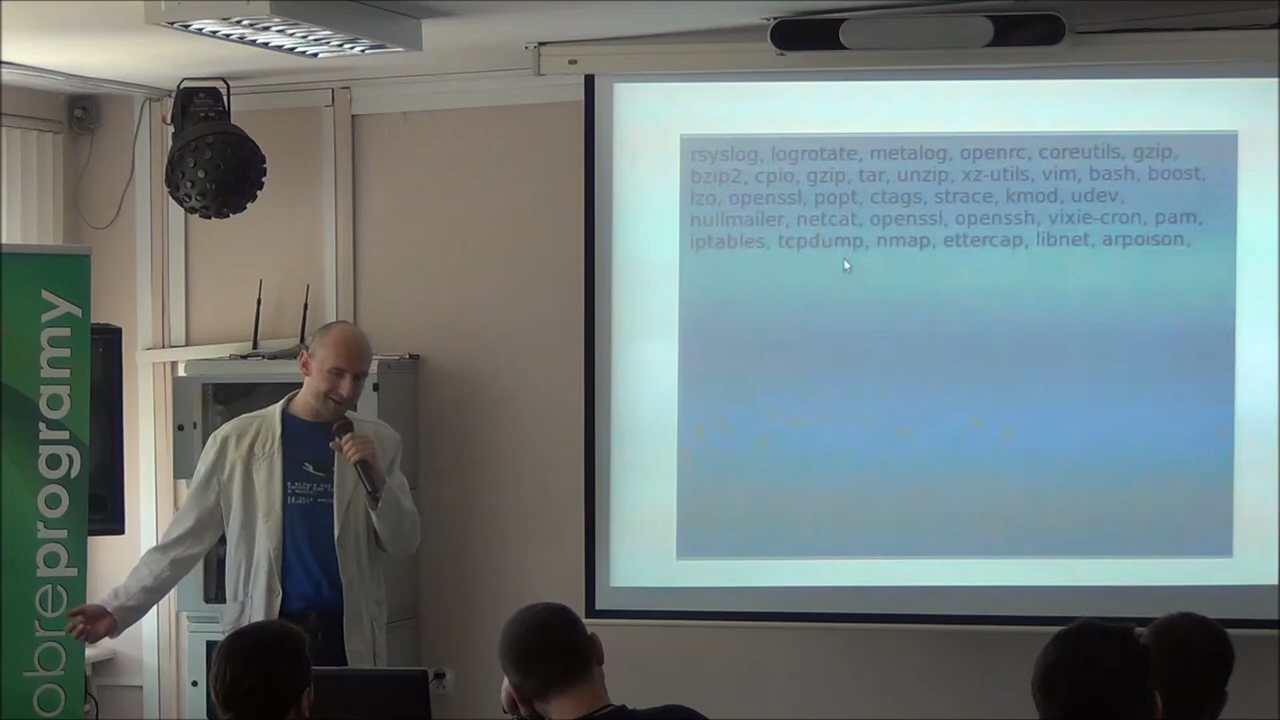 rsyslog, logrotate, metalog, openrc, coreutils, gzip,
bzip2, cpio, gzip, tar, unzip, xz-utils, vim, bash, boost,
lzo, openssl, popt, ctags, strace, kmod, udev,
nullmailer, netcat, openssl, openssh, vixie-cron, pam,
iptables, tcpdump, nmap, ettercap, libnet, arpoison,
obreprogramy